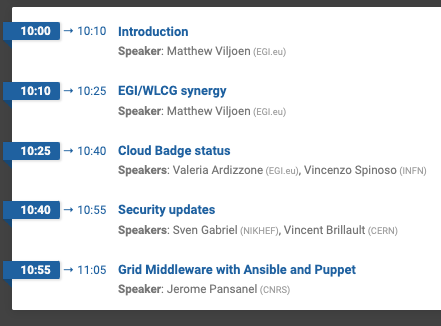 10:00 → 10:10 Introduction
Speaker: Matthew Viljoen (EGI.eu)
10:10 → 10:25 EGI/WLCG synergy
Speaker: Matthew Viljoen (EGI.eu)
10:25 → 10:40 Cloud Badge status
Speakers: Valeria Ardizzone (EGI.eu), Vincenzo Spinoso (INFN)
10:40 → 10:55 Security updates
Speakers: Sven Gabriel (NIKHEF), Vincent Brillault (CERN)
10:55 → 11:05 Grid Middleware with Ansible and Puppet
Speaker: Jerome Pansanel (CNRS)